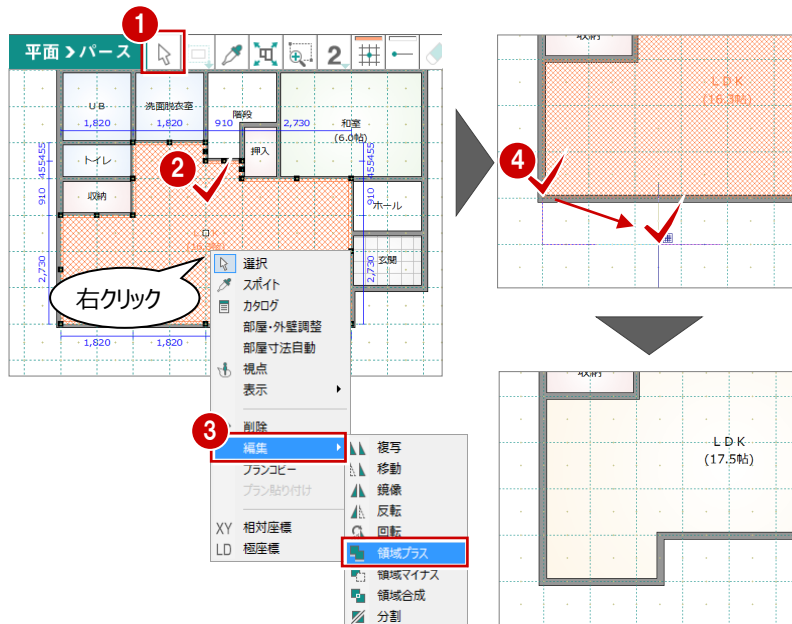 1
平面 > パース
2
UB
1,820
洗面脱衣室
1,820
階段
910
2,730
和室
(6.0帖)
押入
トイレ
収納
455455
910
2,730
455455
910
2,730
ホール
玄関
2
LDK
右クリック
1,820
1,820
選択
スポイト
カタログ
部屋・外壁調整
部屋寸法自動
視点
表示
削除
3
編集
プランコピー
プラン貼り付け
XY 相対座標
LD 極座標
複写
移動
鏡像
反転
回転
領域プラス
領域マイナス
領域合成
分割
4
LDK
(16.3帖)
LDK
(17.5帖)